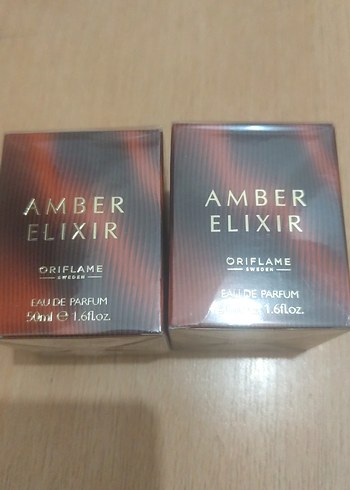 AMBER
ELIXIR
ORIFLAME
SWEDEN
EAU DE PARFUM
50ml ℮ 1.6fl.oz.
AMBER
ELIXIR
ORIFLAME
SWEDEN
EAU DE PARFUM
1.6fl.oz.